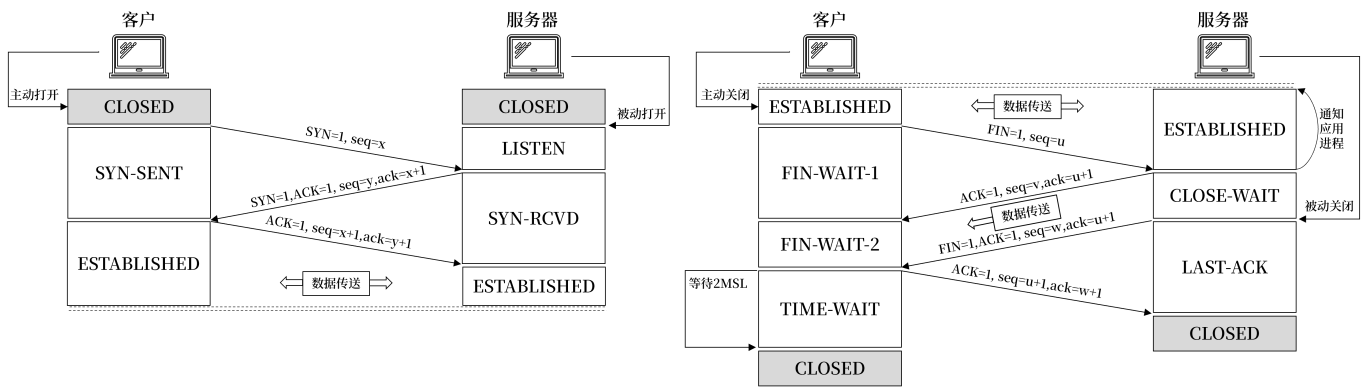 客户
服务器
主动打开
CLOSED
CLOSED
被动打开
SYN=1, seq=x
LISTEN
SYN-SENT
SYN=1,ACK=1, seq=y,ack=x+1
SYN-RCVD
ACK=1, seq=x+1,ack=y+1
ESTABLISHED
数据传送
ESTABLISHED
客户
服务器
主动关闭
ESTABLISHED
数据传送
通知
应用
进程
ESTABLISHED
FIN=1, seq=u
FIN-WAIT-1
ACK=1, seq=v,ack=u+1
CLOSE-WAIT
被动关闭
数据传送
FIN-WAIT-2
FIN=1,ACK=1, seq=w,ack=u+1
LAST-ACK
ACK=1, seq=u+1,ack=w+1
等待2MSL
TIME-WAIT
CLOSED
CLOSED